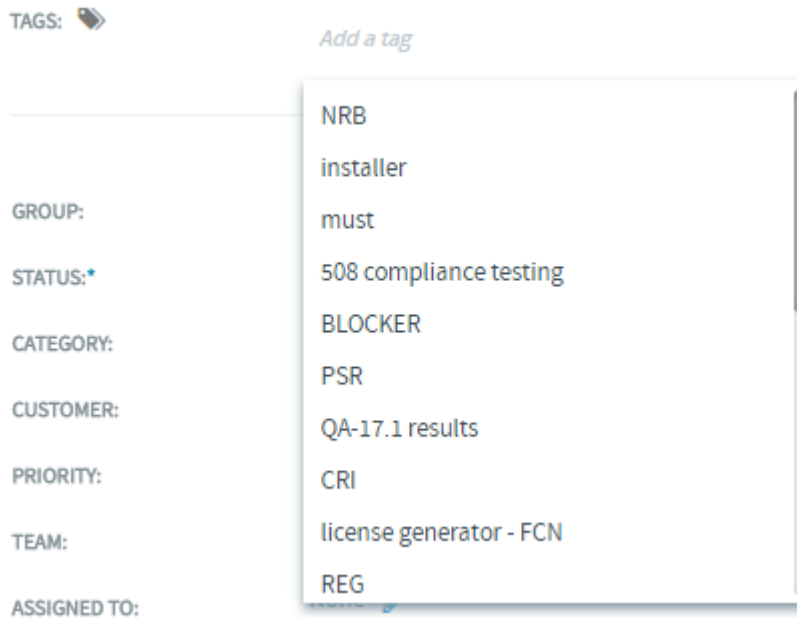 TAGS:
Add a tag
NRB
installer
must
508 compliance testing
BLOCKER
PSR
QA-17.1 results
CRI
license generator - FCN
REG
GROUP:
STATUS:*
CATEGORY:
CUSTOMER:
PRIORITY:
TEAM:
ASSIGNED TO:
None